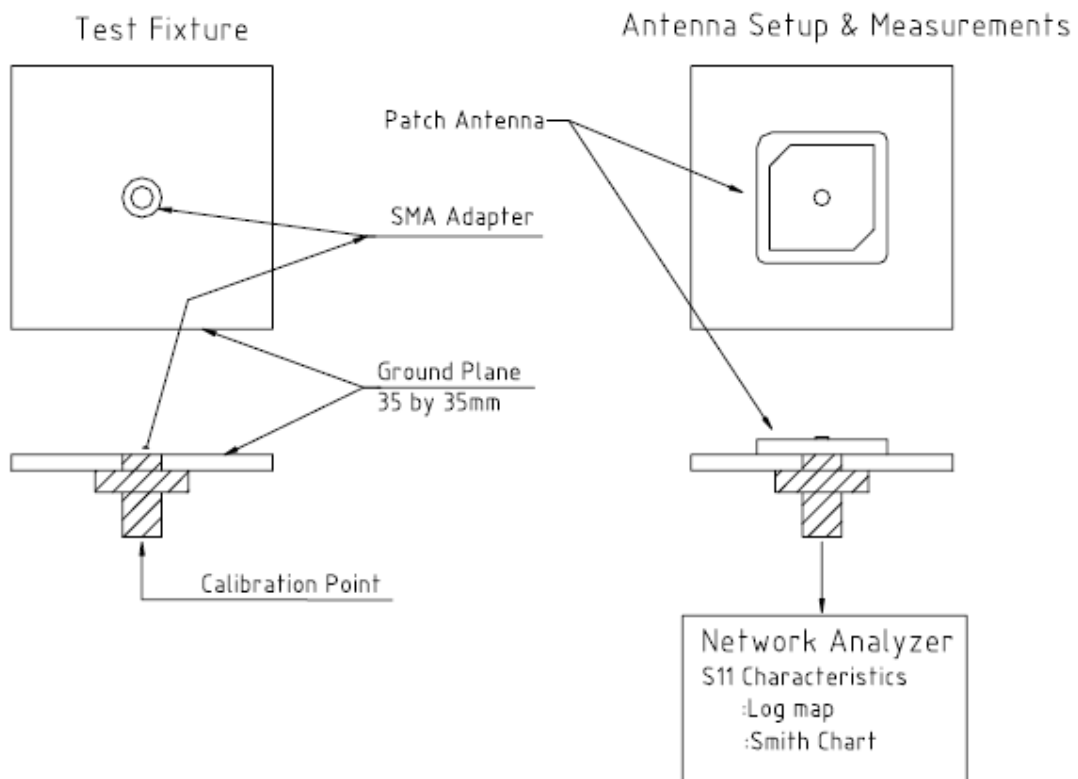 Test Fixture
Antenna Setup & Measurements
Patch Antenna
SMA Adapter
Ground Plane
35 by 35mm
Calibration Point
Network Analyzer
S11 Characteristics
:Log map
:Smith Chart